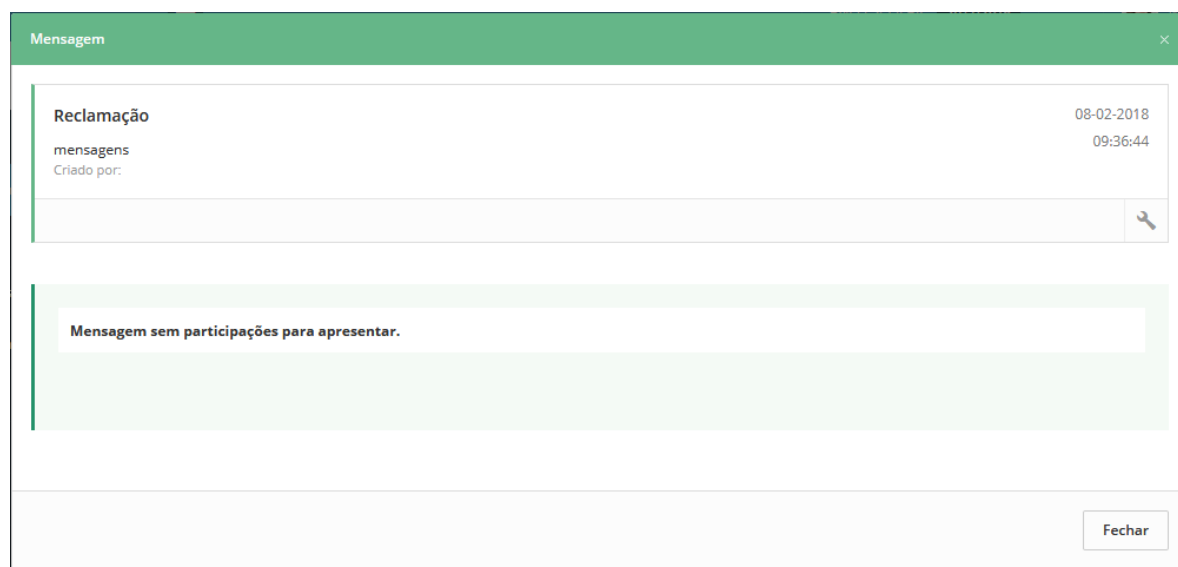 Mensagem
×
Reclamação
08-02-2018
mensagens
09:36:44
Criado por:
Mensagem sem participações para apresentar.
Fechar